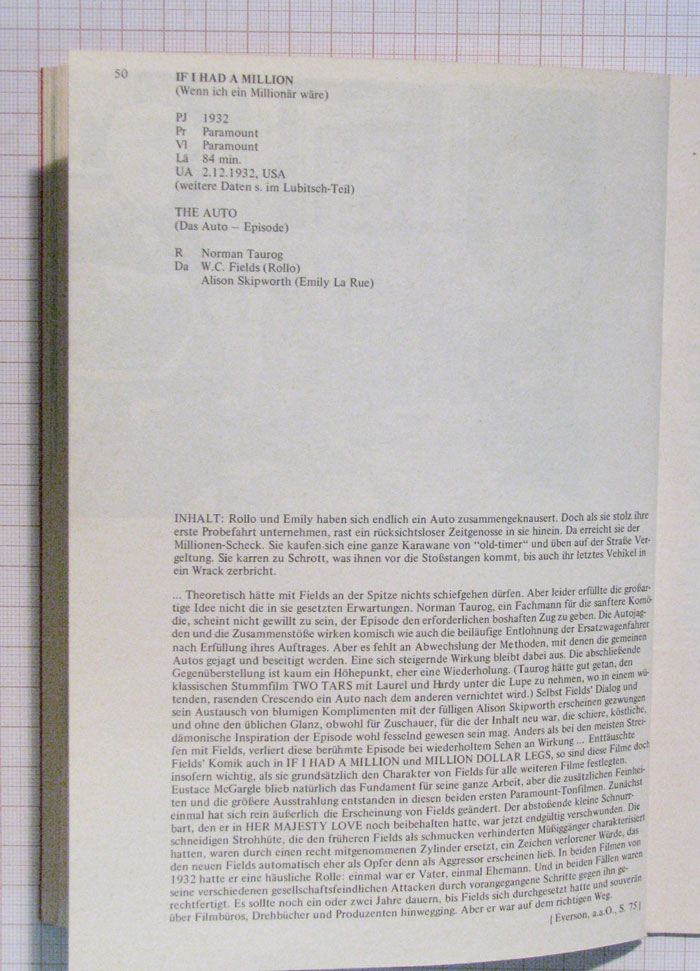 50
IF I HAD A MILLION
(Wenn ich ein Millionär wäre)
PJ 1932
Pr Paramount
Vl Paramount
Lä 84 min.
UA 2.12.1932, USA
(weitere Daten s. im Lubitsch-Teil)
THE AUTO
(Das Auto – Episode)
R Norman Taurog
Da W.C. Fields (Rollo)
Alison Skipworth (Emily La Rue)
INHALT: Rollo und Emily haben sich endlich ein Auto zusammengeknausert. Doch als sie stolz ihre
erste Probefahrt unternehmen, rast ein rücksichtsloser Zeitgenosse in sie hinein. Da erreicht sie der
Millionen-Scheck. Sie kaufen sich eine ganze Karawane von "old-timer" und üben auf der Straße Ver-
geltung. Sie karren zu Schrott, was ihnen vor die Stoßstangen kommt, bis auch ihr letztes Vehikel in
ein Wrack zerbricht.
... Theoretisch hätte mit Fields an der Spitze nichts schiefgehen dürfen. Aber leider erfüllte die großar-
tige Idee nicht die in sie gesetzten Erwartungen. Norman Taurog, ein Fachmann für die sanftere Komö-
die, scheint nicht gewillt zu sein, der Episode den erforderlichen boshaften Zug zu geben. Die Autojag-
den und die Zusammenstöße wirken komisch wie auch die beiläufige Entlohnung der Ersatzwagenfahrer
nach Erfüllung ihres Auftrages. Aber es fehlt an Abwechslung der Methoden, mit denen die gemeinen
Autos gejagt und beseitigt werden. Eine sich steigernde Wirkung bleibt dabei aus. Die abschließende
Gegenüberstellung ist kaum ein Höhepunkt, eher eine Wiederholung. (Taurog hätte gut getan, den
klassischen Stummfilm TWO TARS mit Laurel und Hardy unter die Lupe zu nehmen, wo in einem wü-
tenden, rasenden Crescendo ein Auto nach dem anderen vernichtet wird.) Selbst Fields' Dialog und
sein Austausch von blumigen Komplimenten mit der fülligen Alison Skipworth erscheinen gezwungen
und ohne den üblichen Glanz, obwohl für Zuschauer, für die der Inhalt neu war, die schiere, köstliche,
dämonische Inspiration der Episode wohl fesselnd gewesen sein mag. Anders als bei den meisten Strei-
fen mit Fields, verliert diese berühmte Episode bei wiederholtem Sehen an Wirkung ... Enttäuschte
Fields' Komik auch in IF I HAD A MILLION und MILLION DOLLAR LEGS, so sind diese Filme doch
insofern wichtig, als sie grundsätzlich den Charakter von Fields für alle weiteren Filme festlegten.
Eustace McGargle blieb natürlich das Fundament für seine ganze Arbeit, aber die zusätzlichen Feinhei-
ten und die größere Ausstrahlung entstanden in diesen beiden ersten Paramount-Tonfilmen. Zunächst
einmal hat sich rein äußerlich die Erscheinung von Fields geändert. Der abstoßende kleine Schnurr-
bart, den er in HER MAJESTY LOVE noch beibehalten hatte, war jetzt endgültig verschwunden. Die
schneidigen Strohhüte, die den früheren Fields als schmucken verhinderten Müßiggänger charakterisiert
hatten, waren durch einen recht mitgenommenen Zylinder ersetzt, ein Zeichen verlorener Würde, das
den neuen Fields automatisch eher als Opfer denn als Aggressor erscheinen ließ. In beiden Filmen von
1932 hatte er eine häusliche Rolle: einmal war er Vater, einmal Ehemann. Und in beiden Fällen waren
seine verschiedenen gesellschaftsfeindlichen Attacken durch vorangegangene Schritte gegen ihn ge-
rechtfertigt. Es sollte noch ein oder zwei Jahre dauern, bis Fields sich durchgesetzt hatte und souverän
über Filmbüros, Drehbücher und Produzenten hinwegging. Aber er war auf dem richtigen Weg.
[ Everson, a.a.O., S. 75 ]